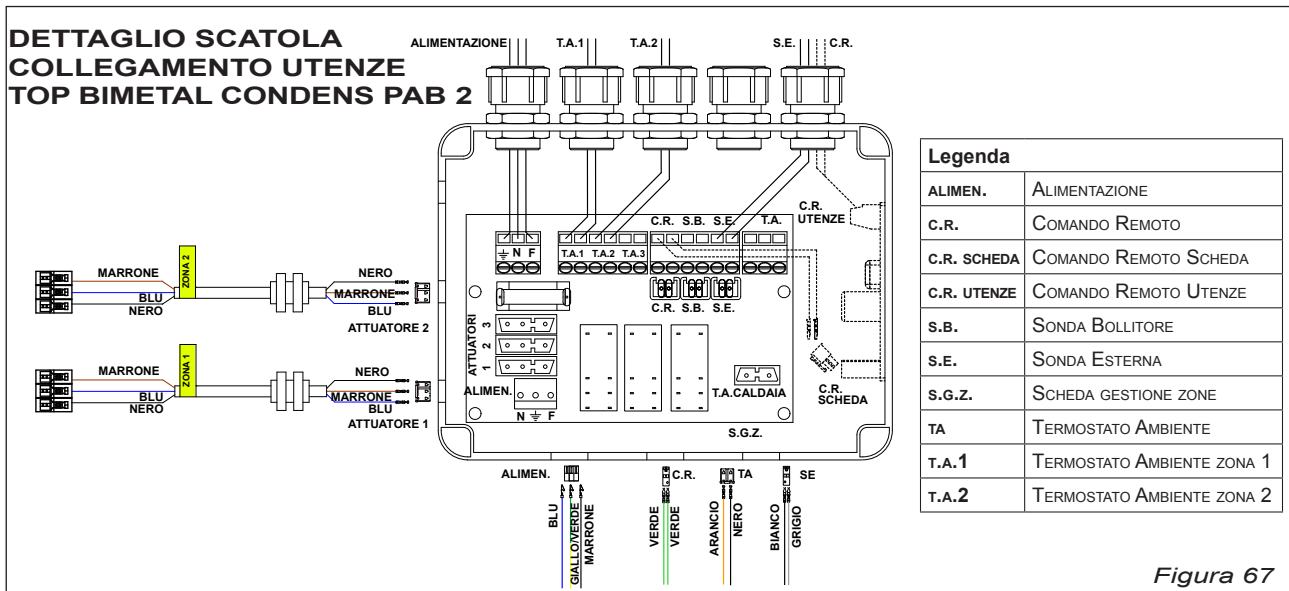 DETTAGLIO SCATOLA
COLLEGAMENTO UTENZE
TOP BIMETAL CONDENS PAB 2
ALIMENTAZIONE
T.A.1
T.A.2
S.E.
C.R.
C.R.
UTENZE
C.R. S.B. S.E. T.A.
N F
T.A.1 T.A.2 T.A.3
C.R. S.B. S.E.
ATTUATORI
3
2
1
ALIMEN.
N F
T.A.CALDAIA
C.R.
SCHEDA
S.G.Z.
MARRONE
BLU
NERO
ZONA 2
NERO
MARRONE
BLU
ATTUATORE 2
MARRONE
BLU
NERO
ZONA 1
NERO
MARRONE
BLU
ATTUATORE 1
ALIMEN.
C.R.
TA
SE
BLU
GIALLO/VERDE
MARRONE
VERDE
VERDE
ARANCIO
NERO
BIANCO
GRIGIO
Legenda
ALIMEN. ALIMENTAZIONE
C.R. COMANDO REMOTO
C.R. SCHEDA COMANDO REMOTO SCHEDA
C.R. UTENZE COMANDO REMOTO UTENZE
S.B. SONDA BOLLITORE
S.E. SONDA ESTERNA
S.G.Z. SCHEDA GESTIONE ZONE
TA TERMOSTATO AMBIENTE
T.A.1 TERMOSTATO AMBIENTE ZONA 1
T.A.2 TERMOSTATO AMBIENTE ZONA 2
Figura 67